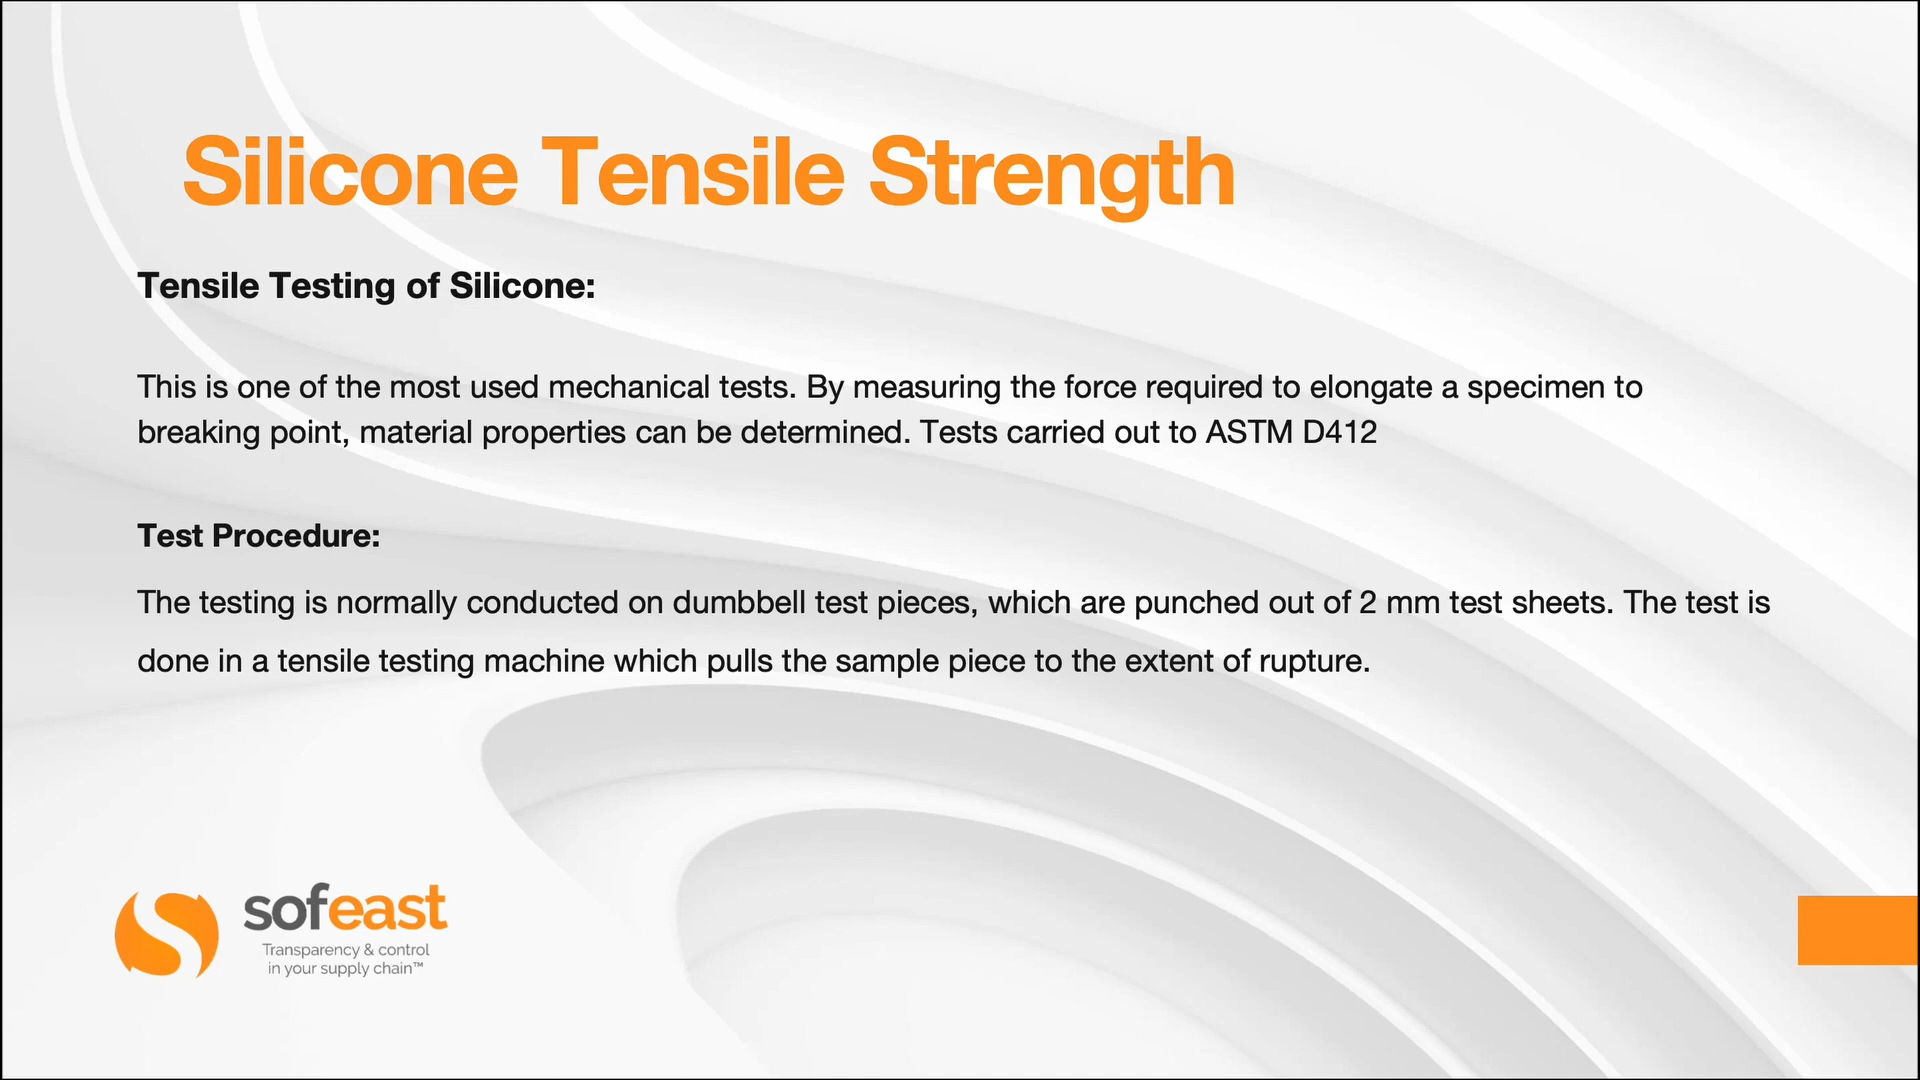 Silicone Tensile Strength
Tensile Testing of Silicone:
This is one of the most used mechanical tests. By measuring the force required to elongate a specimen to
breaking point, material properties can be determined. Tests carried out to ASTM D412
Test Procedure:
The testing is normally conducted on dumbbell test pieces, which are punched out of 2 mm test sheets. The test is
done in a tensile testing machine which pulls the sample piece to the extent of rupture.
sofeast
Transparency & control
in your supply chain™